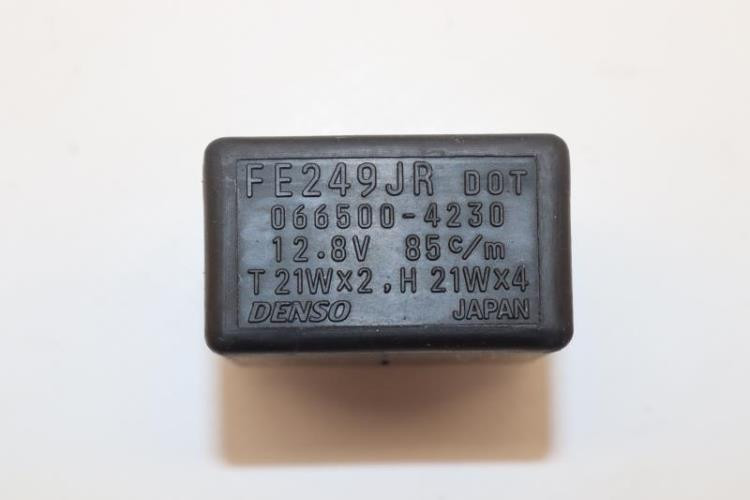 FE249JR DOT
066500-4230
12.8V 85c/m
T 21W×2, H 21W×4
DENSO JAPAN